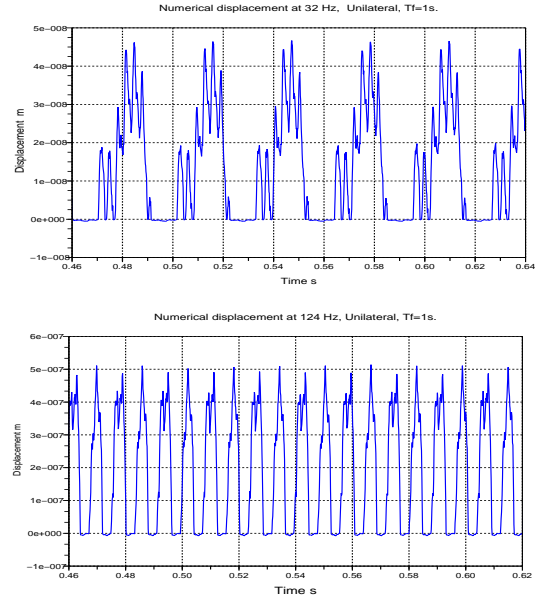 Numerical displacement at 32 Hz, Unilateral, Tf=1s.
5e-008
4e-008
3e-008
2e-008
1e-008
0e+000
-1e-008
Displacement m
0.46 0.48 0.50 0.52 0.54 0.56 0.58 0.60 0.62 0.64
Time s
Numerical displacement at 124 Hz, Unilateral, Tf=1s.
6e-007
5e-007
4e-007
3e-007
2e-007
1e-007
0e+000
-1e-007
Displacement m
0.46 0.48 0.50 0.52 0.54 0.56 0.58 0.60 0.62
Time s